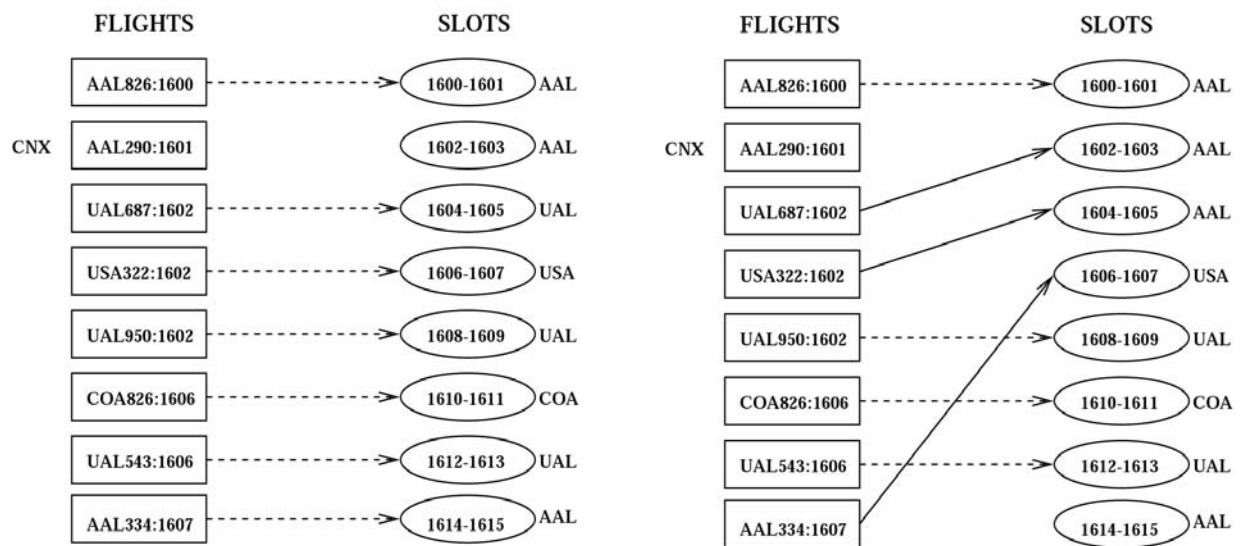 FLIGHTS SLOTS
AAL826:1600 1600-1601 AAL
CNX AAL290:1601 1602-1603 AAL
UAL687:1602 1604-1605 UAL
USA322:1602 1606-1607 USA
UAL950:1602 1608-1609 UAL
COA826:1606 1610-1611 COA
UAL543:1606 1612-1613 UAL
AAL334:1607 1614-1615 AAL
FLIGHTS SLOTS
AAL826:1600 1600-1601 AAL
CNX AAL290:1601 1602-1603 AAL
UAL687:1602 1604-1605 AAL
USA322:1602 1606-1607 USA
UAL950:1602 1608-1609 UAL
COA826:1606 1610-1611 COA
UAL543:1606 1612-1613 UAL
AAL334:1607 1614-1615 AAL